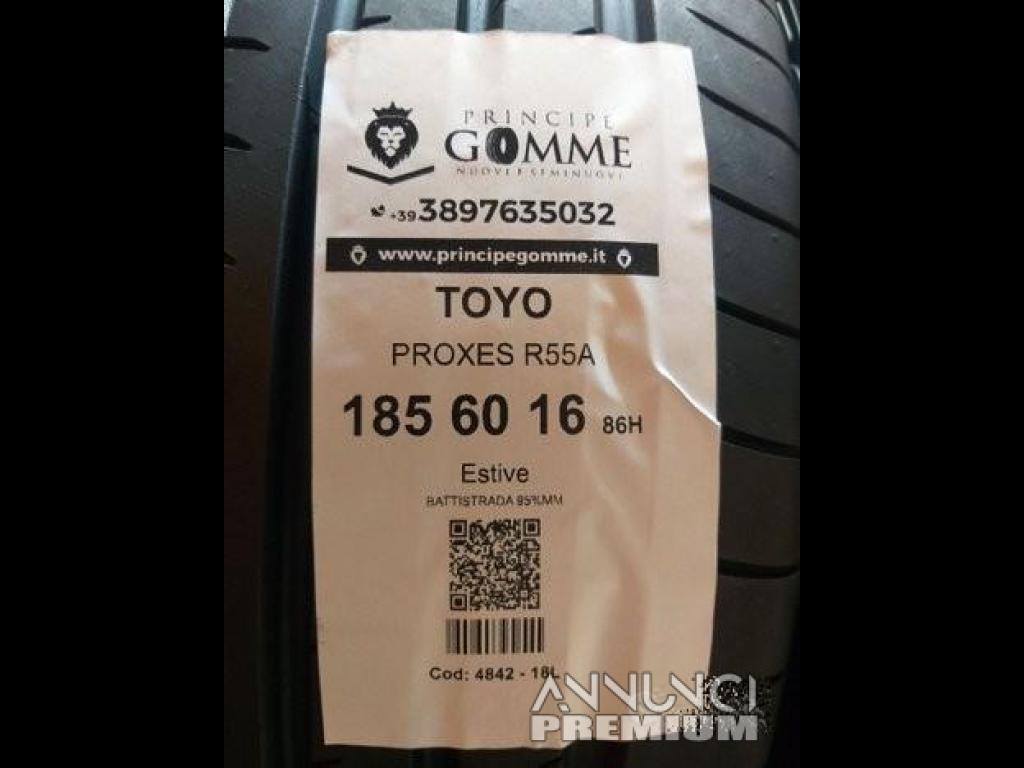 PRINCIPE
GOMME
NUOVE E SEMINUOVE
+39 3897635032
www.principegomme.it
TOYO
PROXES R55A
185 60 16 86H
Estive
BATTISTRADA 95%MM
Cod: 4842 - 18L
ANNUNCI
PREMIUM